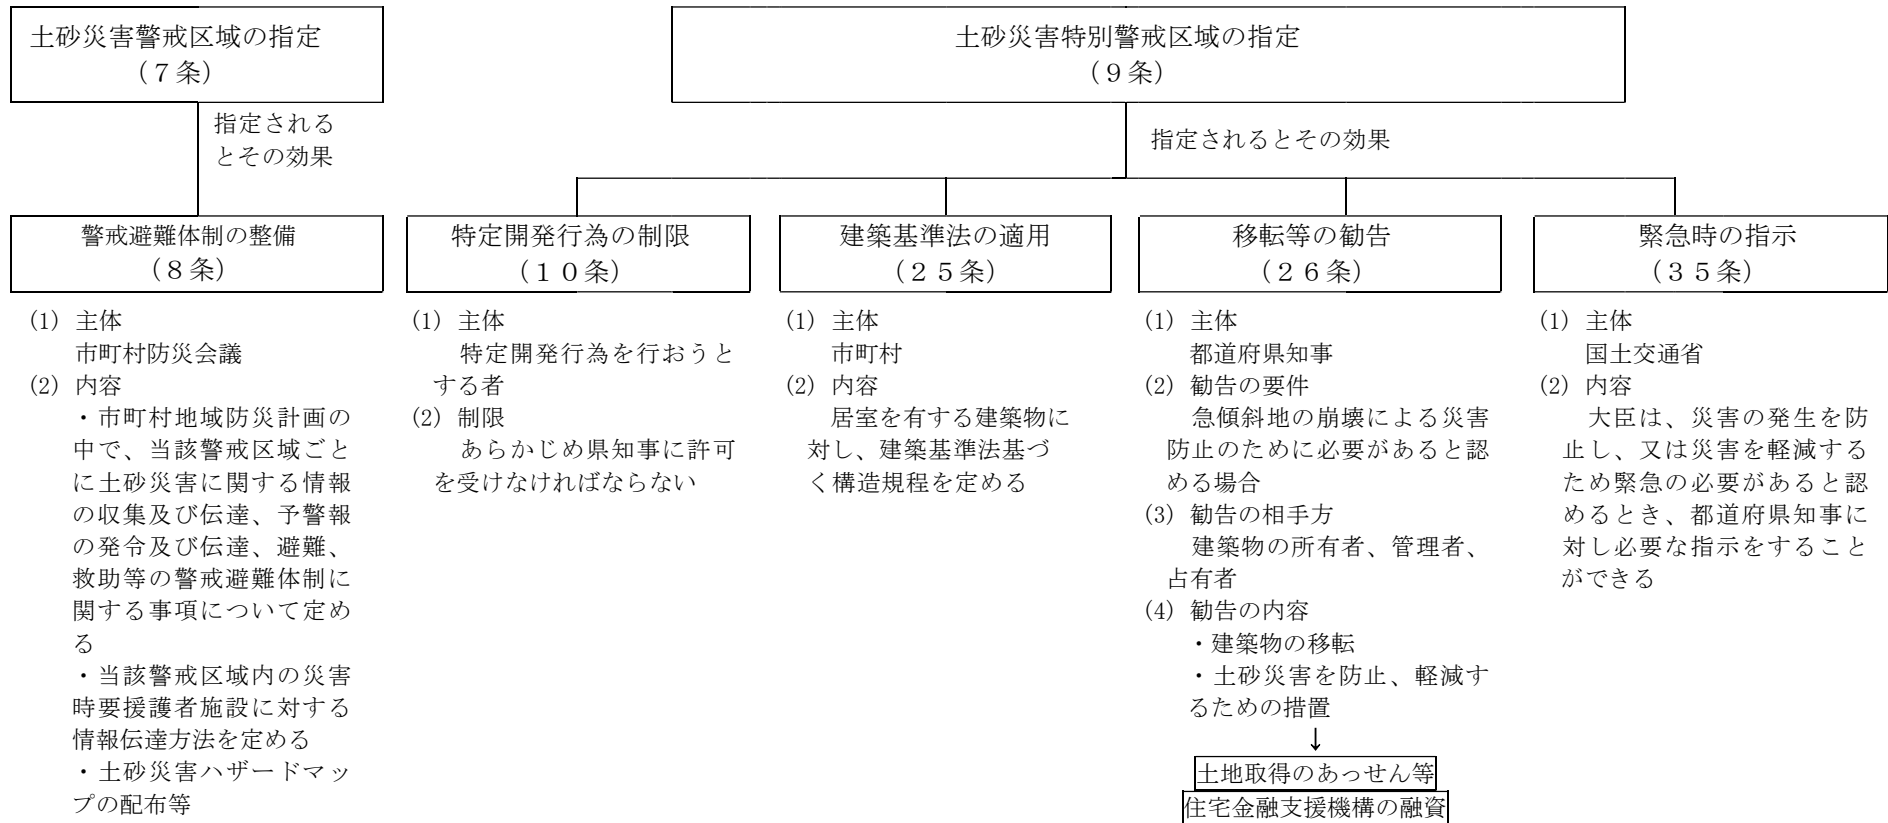 土砂災害警戒区域の指定
（７条）
土砂災害特別警戒区域の指定
（９条）
指定される
とその効果
指定されるとその効果
警戒避難体制の整備
（８条）
(1) 主体
市町村防災会議
(2) 内容
・市町村地域防災計画の
中で、当該警戒区域ごと
に土砂災害に関する情報
の収集及び伝達、予警報
の発令及び伝達、避難、
救助等の警戒避難体制に
関する事項について定め
る
・当該警戒区域内の災害
時要援護者施設に対する
情報伝達方法を定める
・土砂災害ハザードマッ
プの配布等
特定開発行為の制限
（１０条）
(1) 主体
特定開発行為を行おうと
する者
(2) 制限
あらかじめ県知事に許可
を受けなければならない
建築基準法の適用
（２５条）
(1) 主体
市町村
(2) 内容
居室を有する建築物に
対し、建築基準法基づ
く構造規程を定める
移転等の勧告
（２６条）
(1) 主体
都道府県知事
(2) 勧告の要件
急傾斜地の崩壊による災害
防止のために必要があると認
める場合
(3) 勧告の相手方
建築物の所有者、管理者、
占有者
(4) 勧告の内容
・建築物の移転
・土砂災害を防止、軽減す
るための措置
↓
土地取得のあっせん等
住宅金融支援機構の融資
緊急時の指示
（３５条）
(1) 主体
国土交通省
(2) 内容
大臣は、災害の発生を防
止し、又は災害を軽減する
ため緊急の必要があると認
めるとき、都道府県知事に
対し必要な指示をすること
ができる